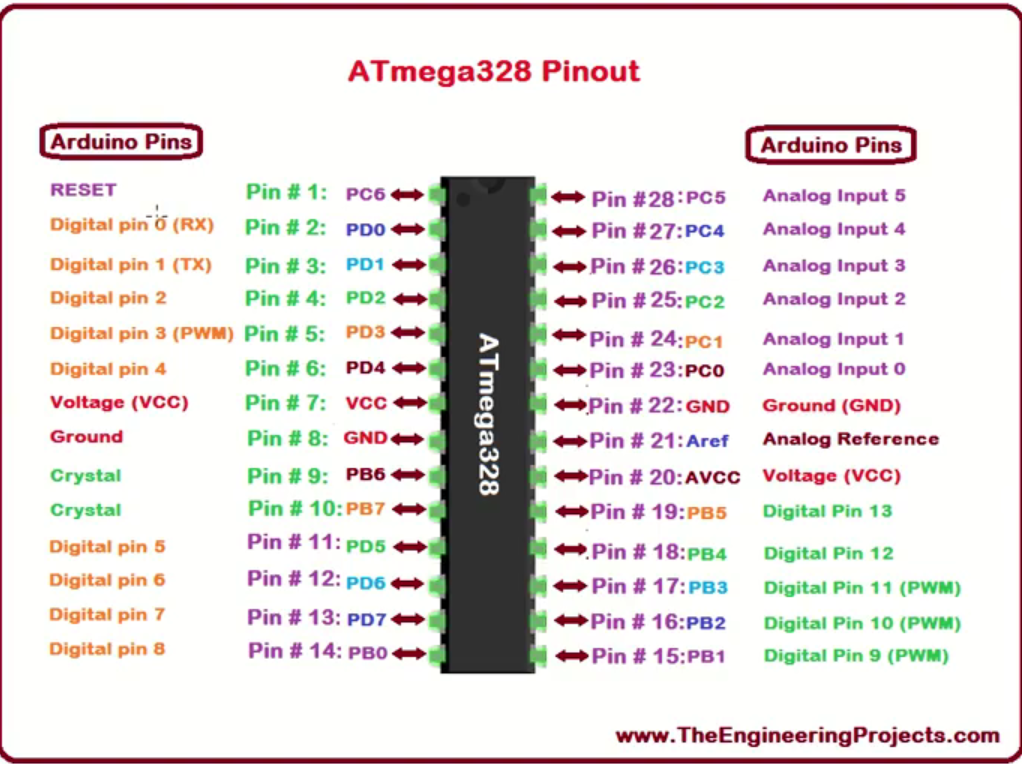 ATmega328 Pinout
Arduino Pins
Arduino Pins
RESET Pin # 1: PC6 Pin #28: PC5 Analog Input 5
Digital pin 0 (RX) Pin # 2: PD0 Pin #27: PC4 Analog Input 4
Digital pin 1 (TX) Pin # 3: PD1 Pin # 26: PC3 Analog Input 3
Digital pin 2 Pin # 4: PD2 Pin # 25: PC2 Analog Input 2
Digital pin 3 (PWM) Pin # 5: PD3 Pin # 24: PC1 Analog Input 1
Digital pin 4 Pin # 6: PD4 Pin # 23: PC0 Analog Input 0
Voltage (VCC) Pin # 7: VCC Pin # 22: GND Ground (GND)
Ground Pin # 8: GND Pin # 21: Aref Analog Reference
Crystal Pin # 9: PB6 Pin # 20: AVCC Voltage (VCC)
Crystal Pin # 10: PB7 Pin # 19: PB5 Digital Pin 13
Digital pin 5 Pin # 11: PD5 Pin # 18: PB4 Digital Pin 12
Digital pin 6 Pin # 12: PD6 Pin # 17: PB3 Digital Pin 11 (PWM)
Digital pin 7 Pin # 13: PD7 Pin # 16: PB2 Digital Pin 10 (PWM)
Digital pin 8 Pin # 14: PB0 Pin # 15: PB1 Digital Pin 9 (PWM)
ATmega328
www.TheEngineeringProjects.com